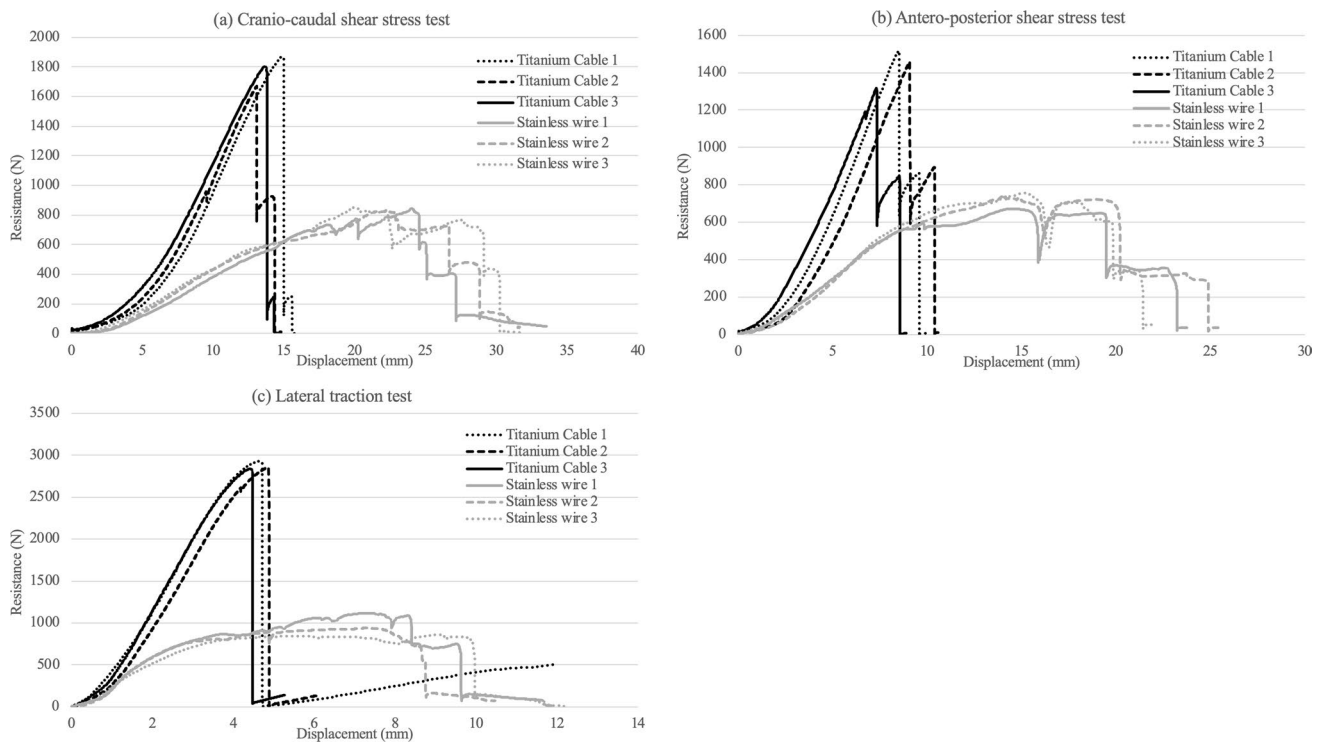 (a) Cranio-caudal shear stress test
2000
1800
1600
1400
1200
1000
800
600
400
200
0
Resistance (N)
0 5 10 15 20 25 30 35 40
Displacement (mm)
Titanium Cable 1
Titanium Cable 2
Titanium Cable 3
Stainless wire 1
Stainless wire 2
Stainless wire 3
(b) Antero-posterior shear stress test
1600
1400
1200
1000
800
600
400
200
0
Resistance (N)
0 5 10 15 20 25 30
Displacement (mm)
Titanium Cable 1
Titanium Cable 2
Titanium Cable 3
Stainless wire 1
Stainless wire 2
Stainless wire 3
(c) Lateral traction test
3500
3000
2500
2000
1500
1000
500
0
Resistance (N)
0 2 4 6 8 10 12 14
Displacement (mm)
Titanium Cable 1
Titanium Cable 2
Titanium Cable 3
Stainless wire 1
Stainless wire 2
Stainless wire 3